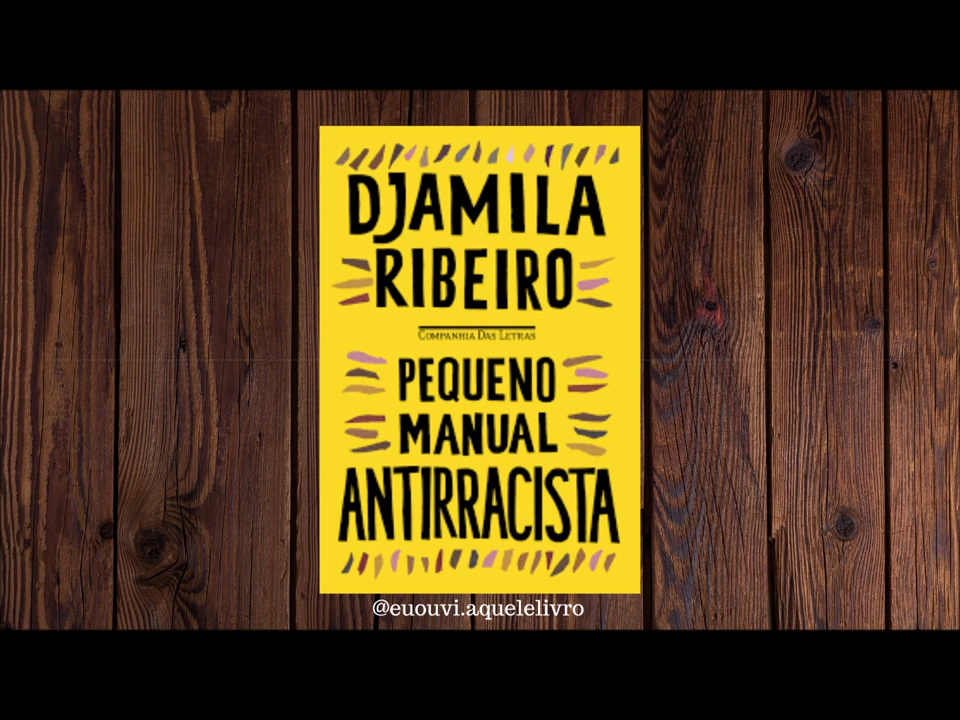 DJAMILA
RIBEIRO
COMPANHIA DAS LETRAS
PEQUENO
MANUAL
ANTIRRACISTA
@euouvi.aquelelivro